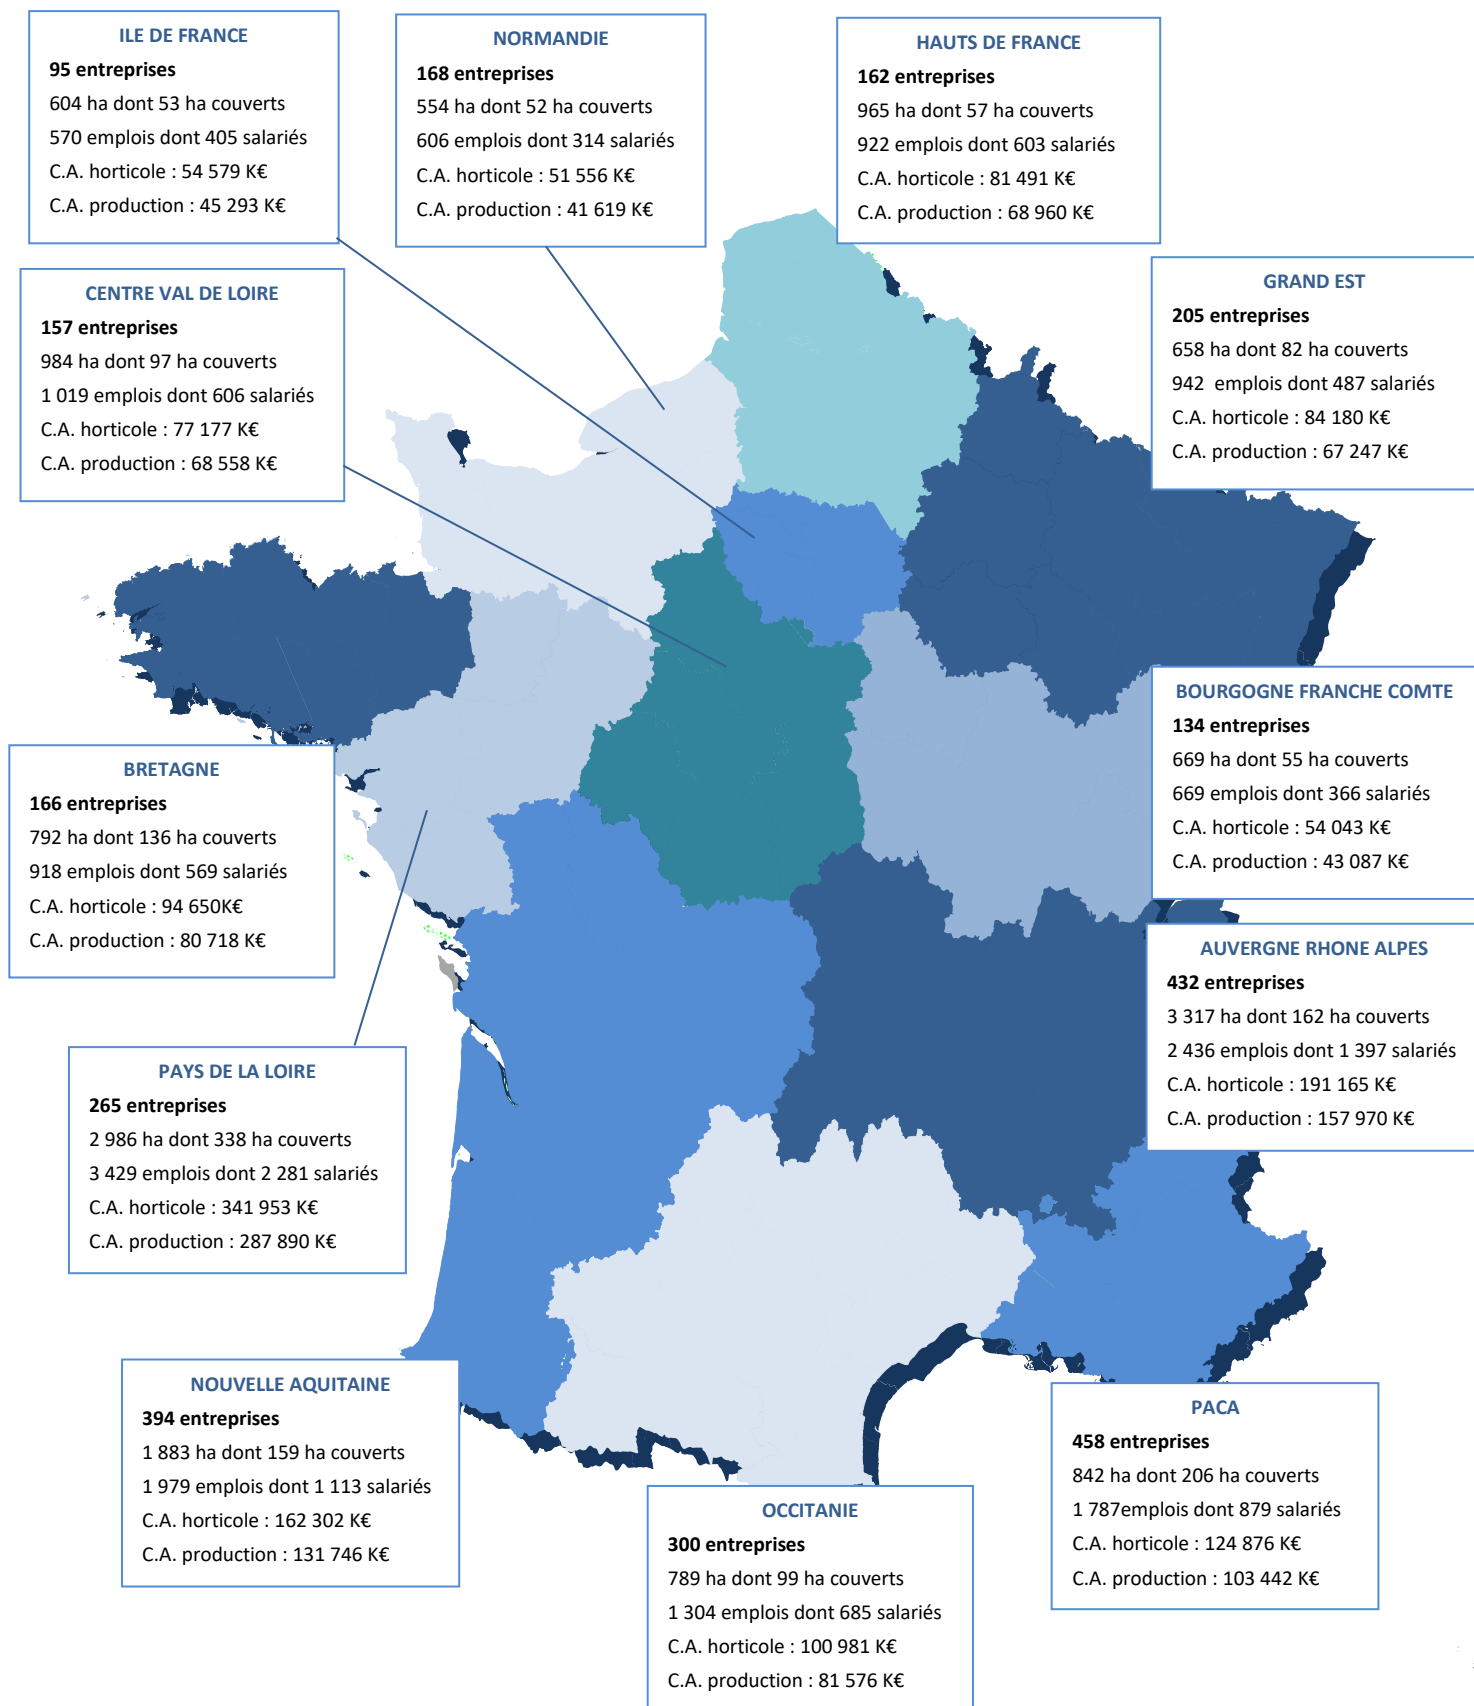 ILE DE FRANCE
95 entreprises
604 ha dont 53 ha couverts
570 emplois dont 405 salariés
C.A. horticole : 54 579 K€
C.A. production : 45 293 K€
NORMANDIE
168 entreprises
554 ha dont 52 ha couverts
606 emplois dont 314 salariés
C.A. horticole : 51 556 K€
C.A. production : 41 619 K€
HAUTS DE FRANCE
162 entreprises
965 ha dont 57 ha couverts
922 emplois dont 603 salariés
C.A. horticole : 81 491 K€
C.A. production : 68 960 K€
CENTRE VAL DE LOIRE
157 entreprises
984 ha dont 97 ha couverts
1 019 emplois dont 606 salariés
C.A. horticole : 77 177 K€
C.A. production : 68 558 K€
GRAND EST
205 entreprises
658 ha dont 82 ha couverts
942 emplois dont 487 salariés
C.A. horticole : 84 180 K€
C.A. production : 67 247 K€
BOURGOGNE FRANCHE COMTE
134 entreprises
669 ha dont 55 ha couverts
669 emplois dont 366 salariés
C.A. horticole : 54 043 K€
C.A. production : 43 087 K€
BRETAGNE
166 entreprises
792 ha dont 136 ha couverts
918 emplois dont 569 salariés
C.A. horticole : 94 650K€
C.A. production : 80 718 K€
AUVERGNE RHONE ALPES
432 entreprises
3 317 ha dont 162 ha couverts
2 436 emplois dont 1 397 salariés
C.A. horticole : 191 165 K€
C.A. production : 157 970 K€
PAYS DE LA LOIRE
265 entreprises
2 986 ha dont 338 ha couverts
3 429 emplois dont 2 281 salariés
C.A. horticole : 341 953 K€
C.A. production : 287 890 K€
NOUVELLE AQUITAINE
394 entreprises
1 883 ha dont 159 ha couverts
1 979 emplois dont 1 113 salariés
C.A. horticole : 162 302 K€
C.A. production : 131 746 K€
PACA
458 entreprises
842 ha dont 206 ha couverts
1 787emplois dont 879 salariés
C.A. horticole : 124 876 K€
C.A. production : 103 442 K€
OCCITANIE
300 entreprises
789 ha dont 99 ha couverts
1 304 emplois dont 685 salariés
C.A. horticole : 100 981 K€
C.A. production : 81 576 K€